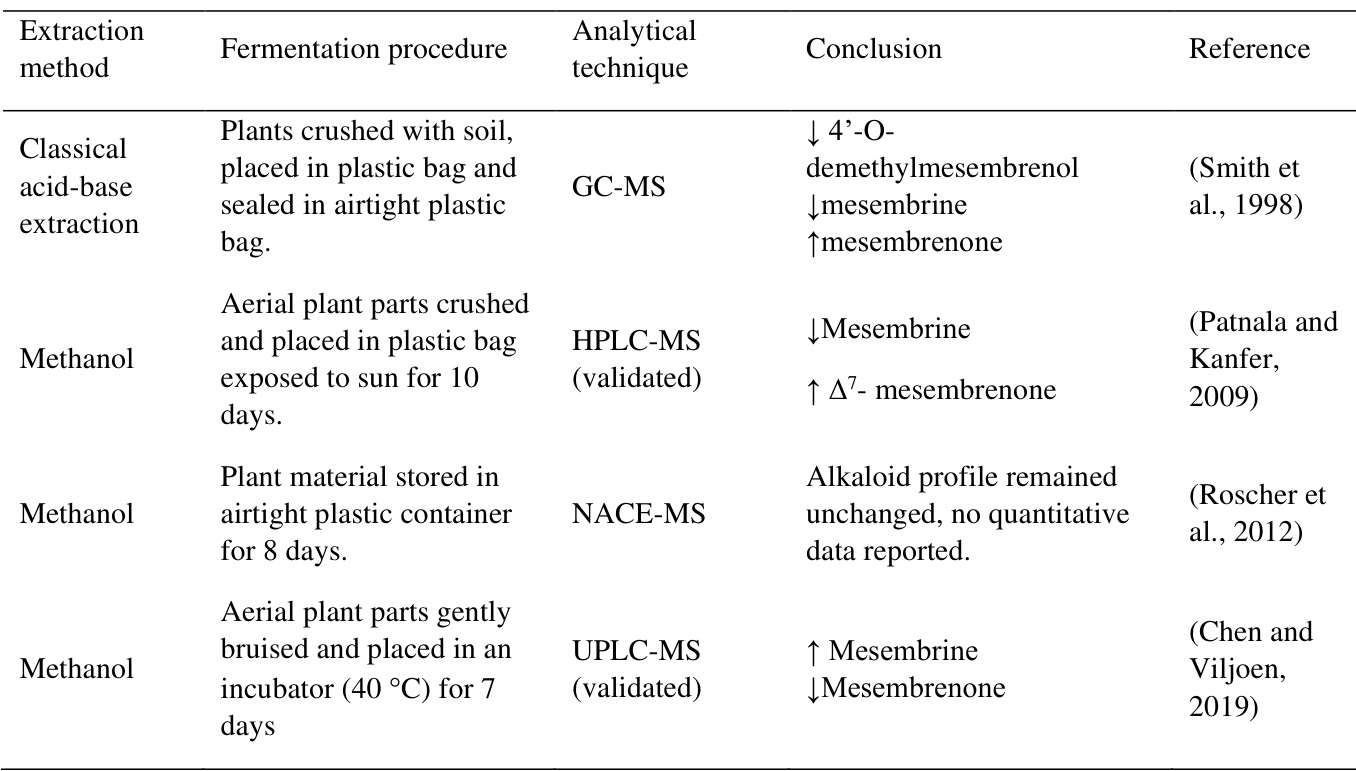 Extraction method
Fermentation procedure
Analytical technique
Conclusion
Reference
Classical
acid-base
extraction
Plants crushed with soil,
placed in plastic bag and
sealed in airtight plastic
bag.
GC-MS
↓ 4’-O-
demethylmesembrenol
↓mesembrine
↑mesembrenone
(Smith et
al., 1998)
Methanol
Aerial plant parts crushed
and placed in plastic bag
exposed to sun for 10
days.
HPLC-MS
(validated)
↓Mesembrine
↑ Δ⁷- mesembrenone
(Patnala and
Kanfer,
2009)
Methanol
Plant material stored in
airtight plastic container
for 8 days.
NACE-MS
Alkaloid profile remained
unchanged, no quantitative
data reported.
(Roscher et
al., 2012)
Methanol
Aerial plant parts gently
bruised and placed in an
incubator (40 °C) for 7
days
UPLC-MS
(validated)
↑ Mesembrine
↓Mesembrenone
(Chen and
Viljoen,
2019)